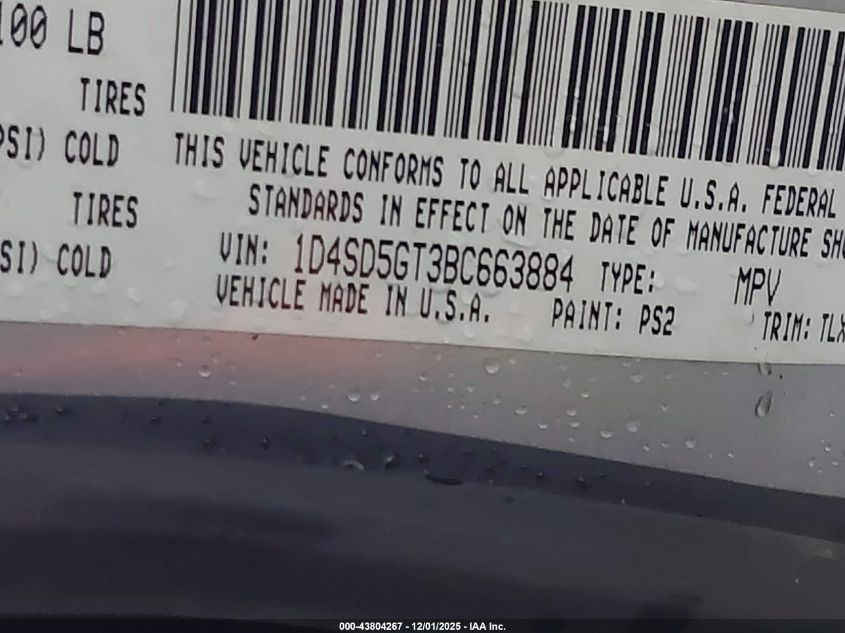 100 LB
TIRES
PSI) COLD
TIRES
SI) COLD
THIS VEHICLE CONFORMS TO ALL APPLICABLE U.S.A. FEDERAL
STANDARDS IN EFFECT ON THE DATE OF MANUFACTURE SHO
VIN: 1D4SD5GT3BC663884 TYPE: MPV
VEHICLE MADE IN U.S.A. PAINT: PS2 TRIM: TLX
000-43804267 - 12/01/2025 - IAA Inc.